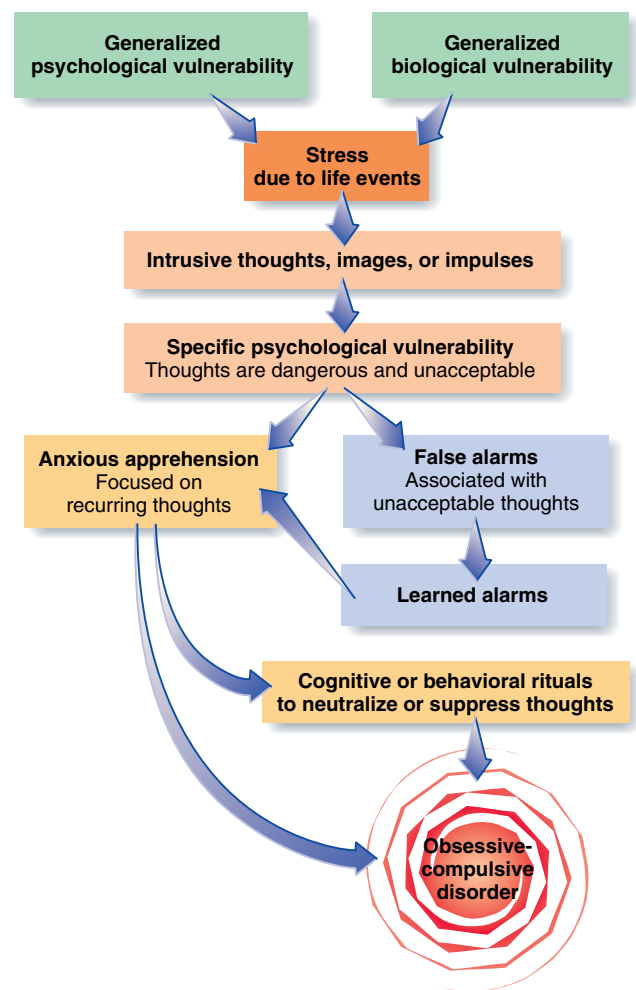 Generalized
psychological vulnerability
Generalized
biological vulnerability
Stress
due to life events
Intrusive thoughts, images, or impulses
Specific psychological vulnerability
Thoughts are dangerous and unacceptable
Anxious apprehension
Focused on
recurring thoughts
False alarms
Associated with
unacceptable thoughts
Learned alarms
Cognitive or behavioral rituals
to neutralize or suppress thoughts
Obsessive-
compulsive
disorder